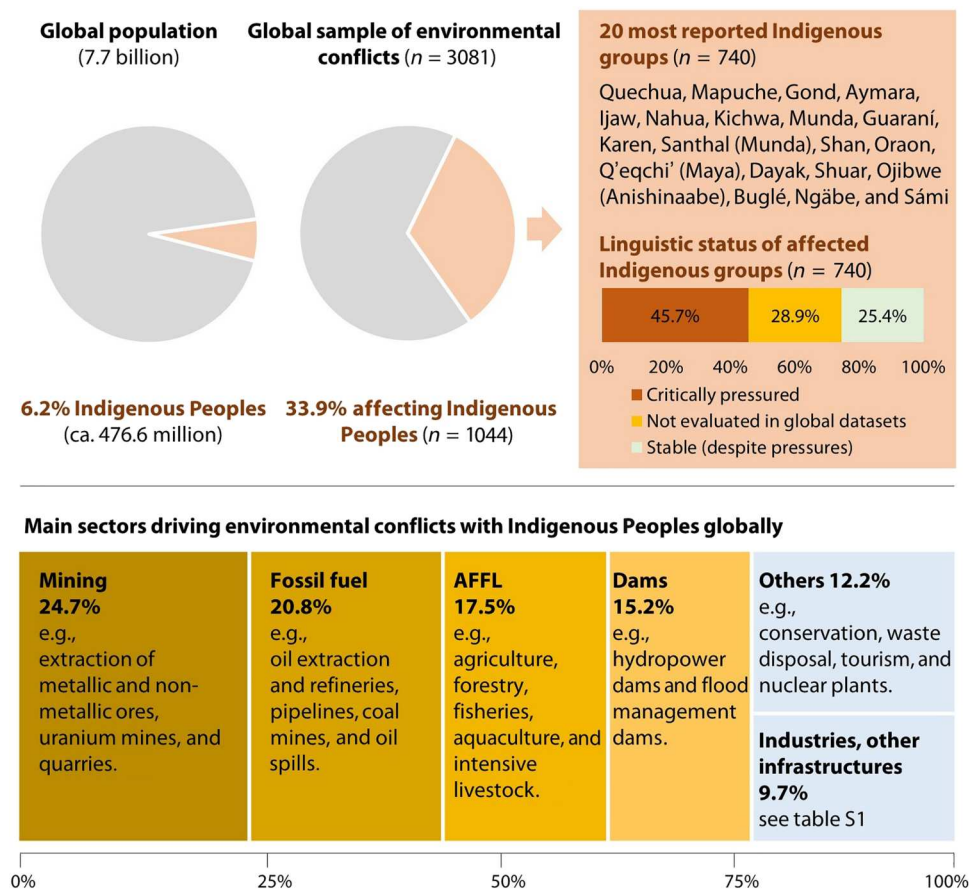 Global population
(7.7 billion)
Global sample of environmental
conflicts (n = 3081)
6.2% Indigenous Peoples
(ca. 476.6 million)
33.9% affecting Indigenous
Peoples (n = 1044)
20 most reported Indigenous
groups (n = 740)
Quechua, Mapuche, Gond, Aymara,
Ijaw, Nahua, Kichwa, Munda, Guaraní,
Karen, Santhal (Munda), Shan, Oraon,
Q'eqchi' (Maya), Dayak, Shuar, Ojibwe
(Anishinaabe), Buglé, Ngäbe, and Sámi
Linguistic status of affected
Indigenous groups (n = 740)
45.7% 28.9% 25.4%
0% 20% 40% 60% 80% 100%
Critically pressured
Not evaluated in global datasets
Stable (despite pressures)
Main sectors driving environmental conflicts with Indigenous Peoples globally
Mining
24.7%
e.g.,
extraction of
metallic and non-
metallic ores,
uranium mines, and
quarries.
Fossil fuel
20.8%
e.g.,
oil extraction
and refineries,
pipelines, coal
mines, and oil
spills.
AFFL
17.5%
e.g.,
agriculture,
forestry,
fisheries,
aquaculture, and
intensive
livestock.
Dams
15.2%
e.g.,
hydropower
dams and flood
management
dams.
Others 12.2%
e.g.,
conservation, waste
disposal, tourism, and
nuclear plants.
Industries, other
infrastructures
9.7%
see table S1
0% 25% 50% 75% 100%